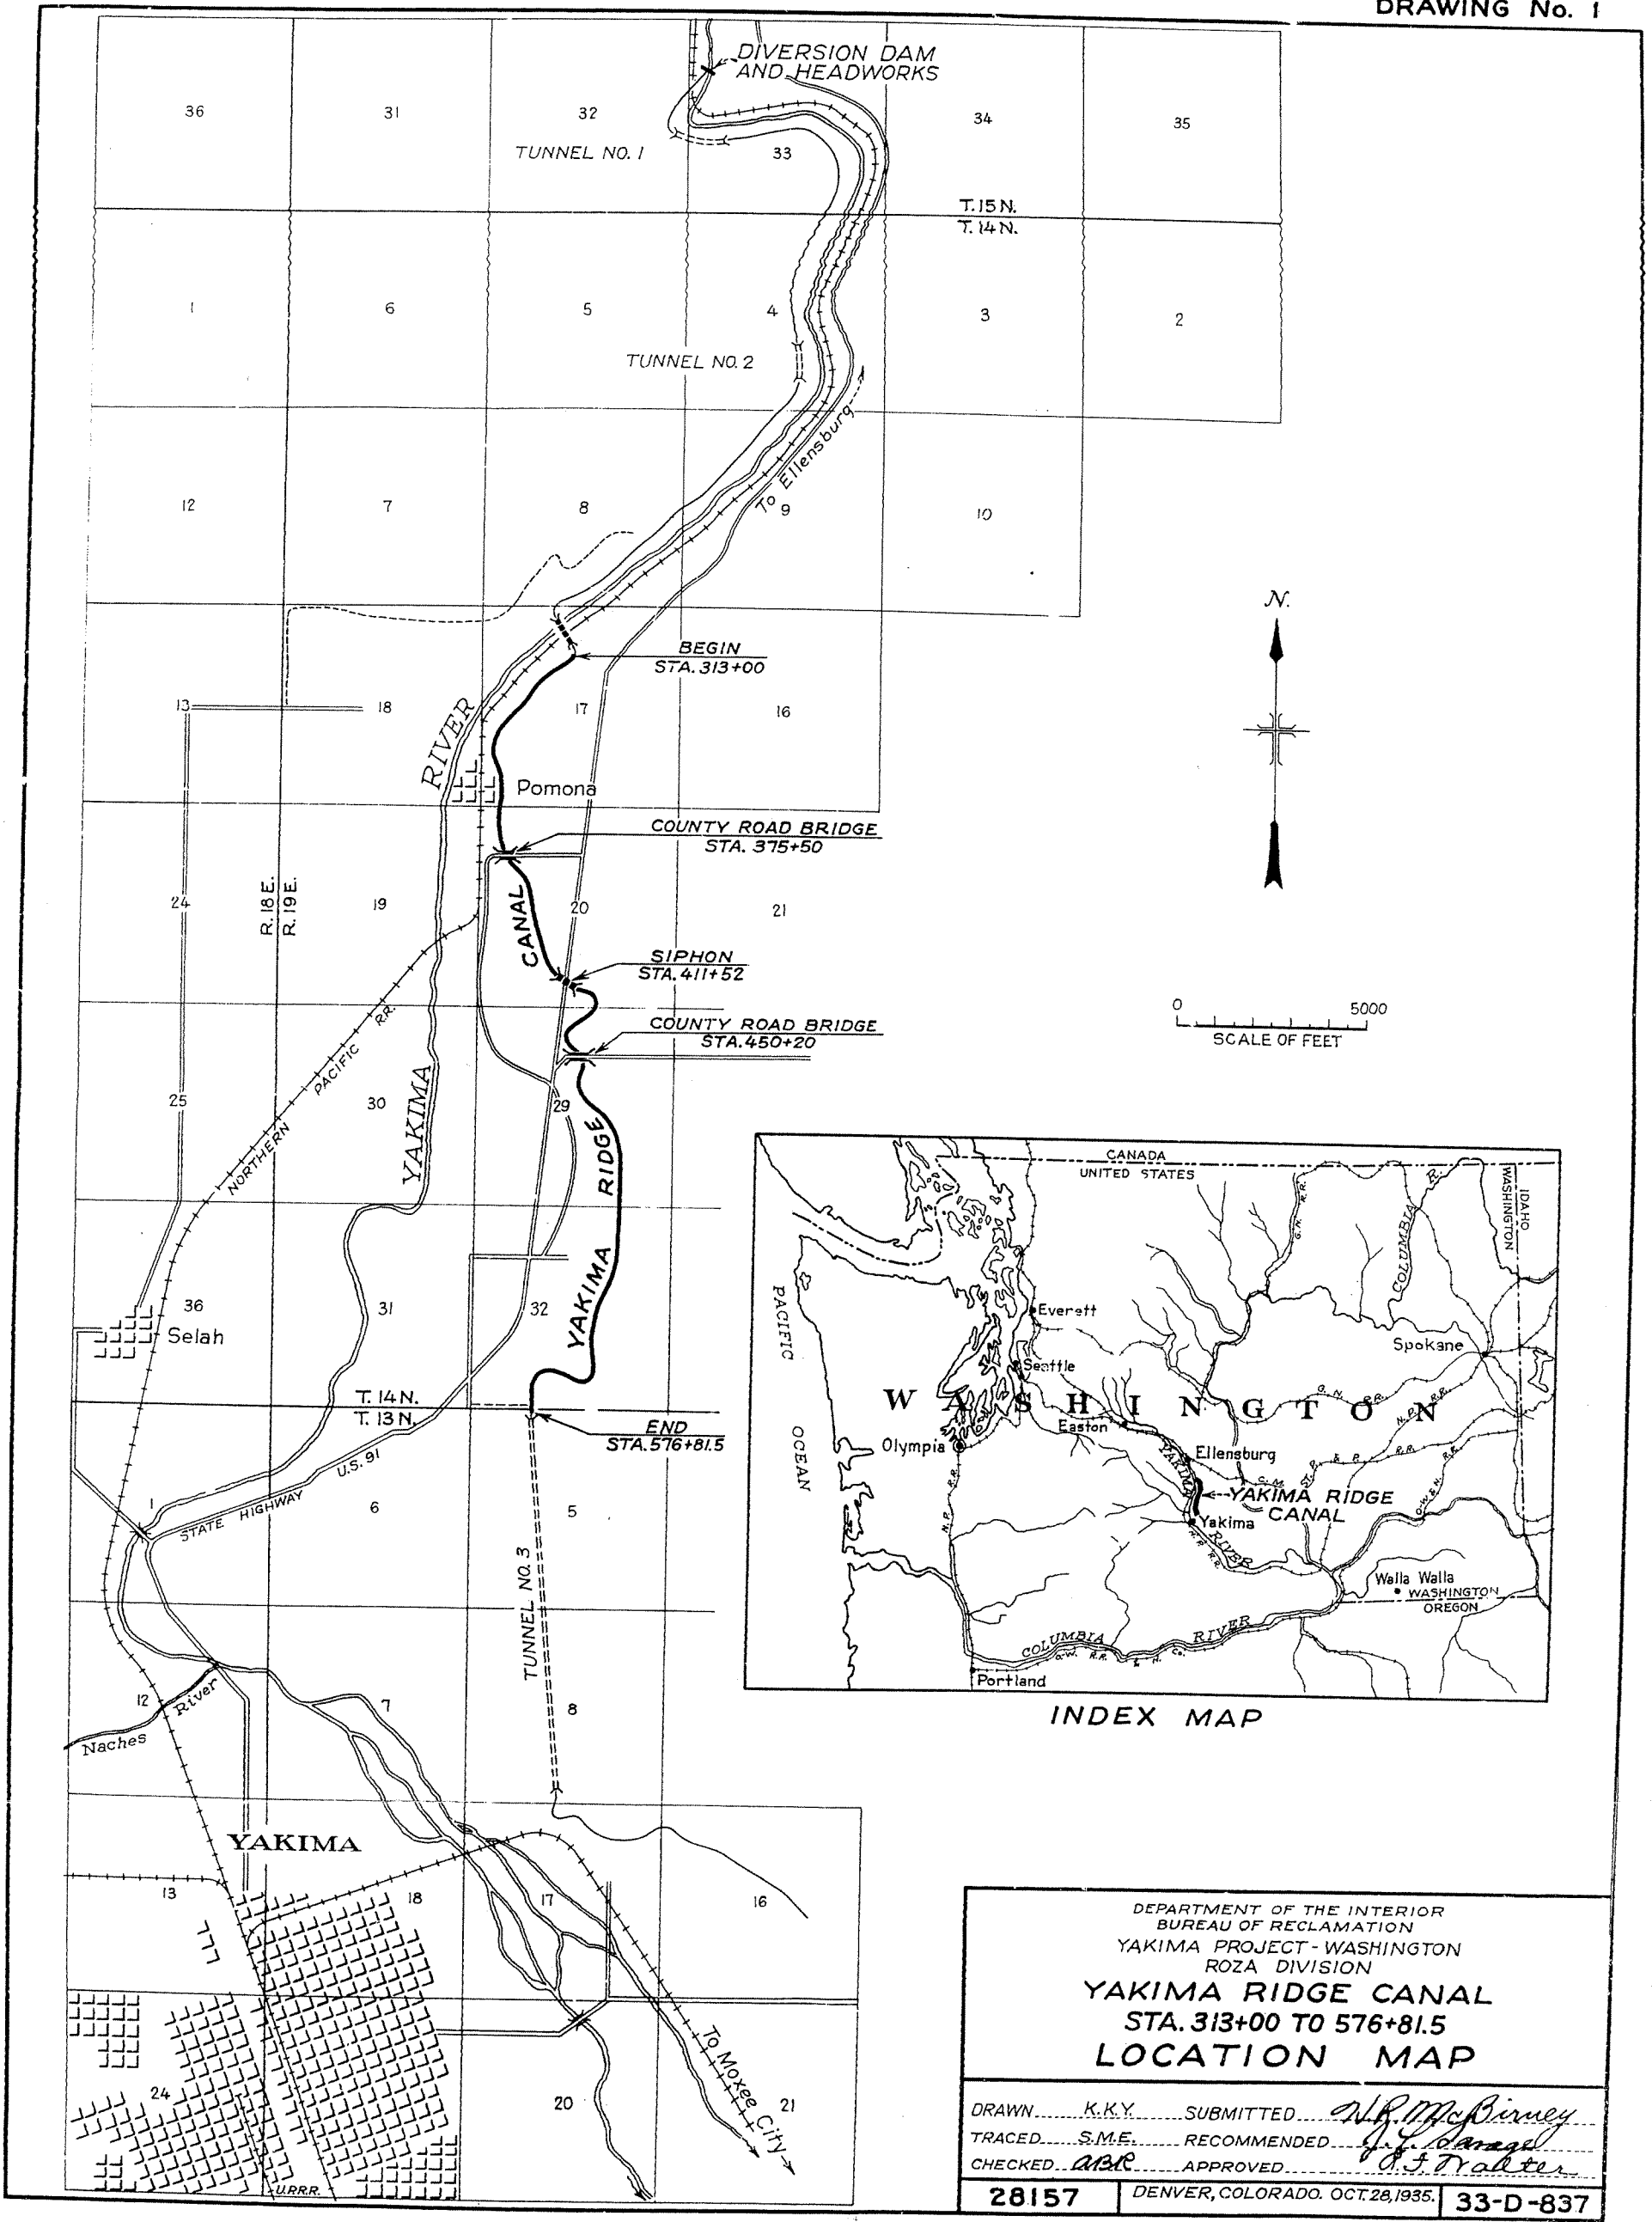 DRAWING No. 1
DIVERSION DAM
AND HEADWORKS
36
31
32
34
35
TUNNEL NO. 1
33
T. 15 N.
T. 14 N.
1
6
5
4
3
2
TUNNEL NO. 2
To Ellensburg
12
7
8
9
10
N.
BEGIN
STA. 313+00
13
18
17
16
RIVER
Pomona
COUNTY ROAD BRIDGE
STA. 375+50
R. 18 E.
R. 19 E.
24
19
CANAL
20
21
SIPHON
STA. 411+52
0 5000
SCALE OF FEET
COUNTY ROAD BRIDGE
STA. 450+20
NORTHERN PACIFIC R.R.
25
30
YAKIMA
29
YAKIMA RIDGE
36
31
32
Selah
T. 14 N.
T. 13 N.
END
STA. 576+81.5
U.S. 91
STATE HIGHWAY
1
6
5
TUNNEL NO. 3
12
Naches River
7
8
YAKIMA
13
18
17
16
24
20
21
To Moxee City
U.P.R.R.
CANADA
UNITED STATES
IDAHO
WASHINGTON
G.N. R.R.
COLUMBIA R.
PACIFIC OCEAN
Everett
Seattle
Spokane
WASHINGTON
G. N. R.R.
N.P. R.R.
Easton
Olympia
Ellensburg
YAKIMA
C. M. St. P. & P. R.R.
O.W. & N. R.R.
YAKIMA RIDGE
CANAL
Yakima
N.P. R.R.
N.P. R.R.
RIVER
Walla Walla
WASHINGTON
OREGON
COLUMBIA RIVER
O.W. R.R. & N. Co.
Portland
INDEX MAP
DEPARTMENT OF THE INTERIOR
BUREAU OF RECLAMATION
YAKIMA PROJECT - WASHINGTON
ROZA DIVISION
YAKIMA RIDGE CANAL
STA. 313+00 TO 576+81.5
LOCATION MAP
DRAWN K.K.Y. SUBMITTED H.R. McBirney
TRACED S.M.E. RECOMMENDED J. L. Savage
CHECKED ABR APPROVED R. F. Walter
28157
DENVER, COLORADO. OCT. 28, 1935.
33-D-837